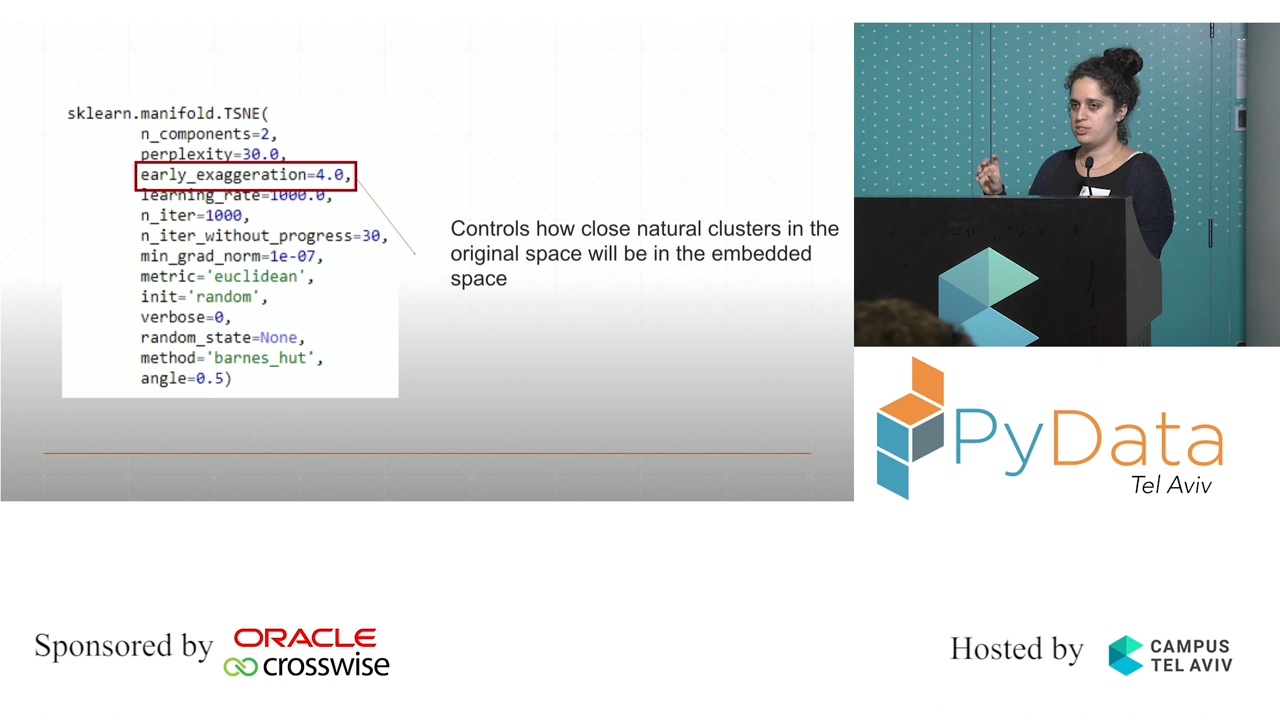 sklearn.manifold.TSNE(
n_components=2,
perplexity=30.0,
early_exaggeration=4.0,
learning_rate=1000.0,
n_iter=1000,
n_iter_without_progress=30,
min_grad_norm=1e-07,
metric='euclidean',
init='random',
verbose=0,
random_state=None,
method='barnes_hut',
angle=0.5)
Controls how close natural clusters in the
original space will be in the embedded
space
PyData
Tel Aviv
Sponsored by
ORACLE
crosswise
Hosted by
CAMPUS
TEL AVIV